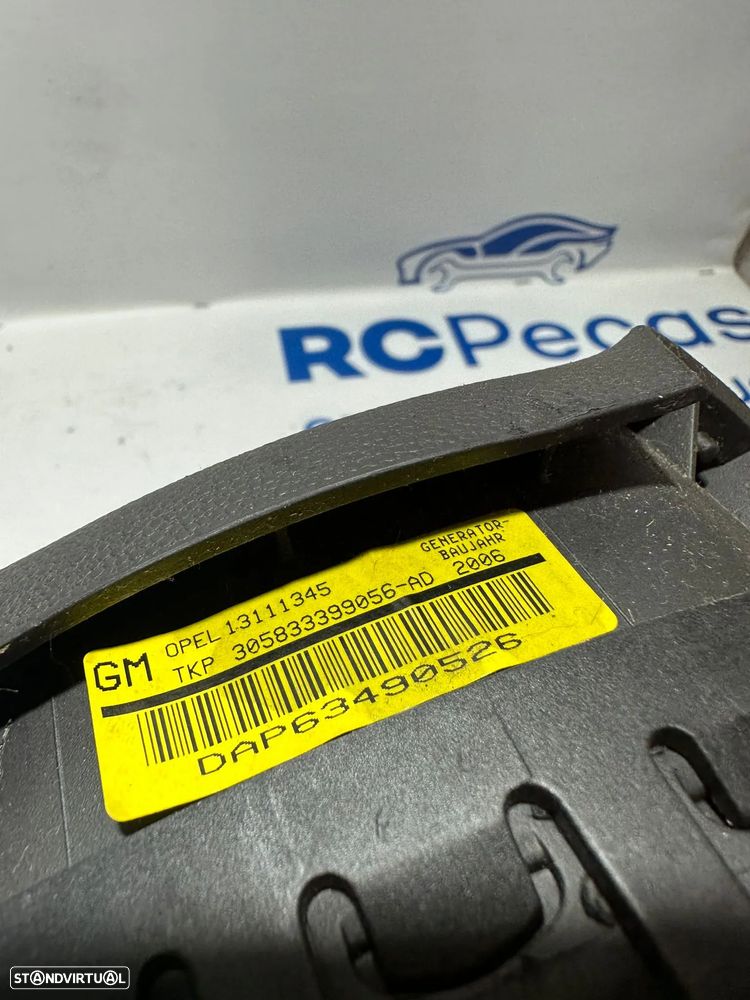 RCPecas
GM
OPEL 13111345
TKP 305833399056-AD
GENERATOR-
BAUJAHR
2006
DAP63490526
STANDVIRTUAL